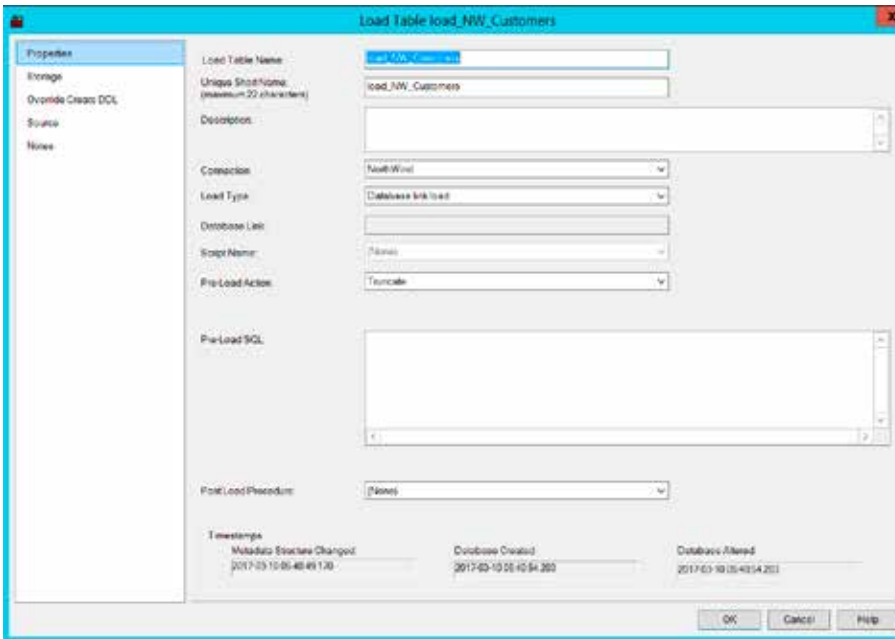 Load Table load_NW_Customers
Properties
Storage
Override Create DDL
Source
Notes
Load Table Name:
load_NW_Customers
Unique Short Name:
(maximum 22 characters)
load_NW_Customers
Description:
Connection:
NorthWind
Load Type:
Database link load
Database Link:
Script Name:
(None)
Pre-Load Action:
Truncate
Pre-Load SQL:
Post Load Procedure:
(None)
Timestamps
Metadata Structure Changed:
Database Created
Database Altered
OK
Cancel
Help